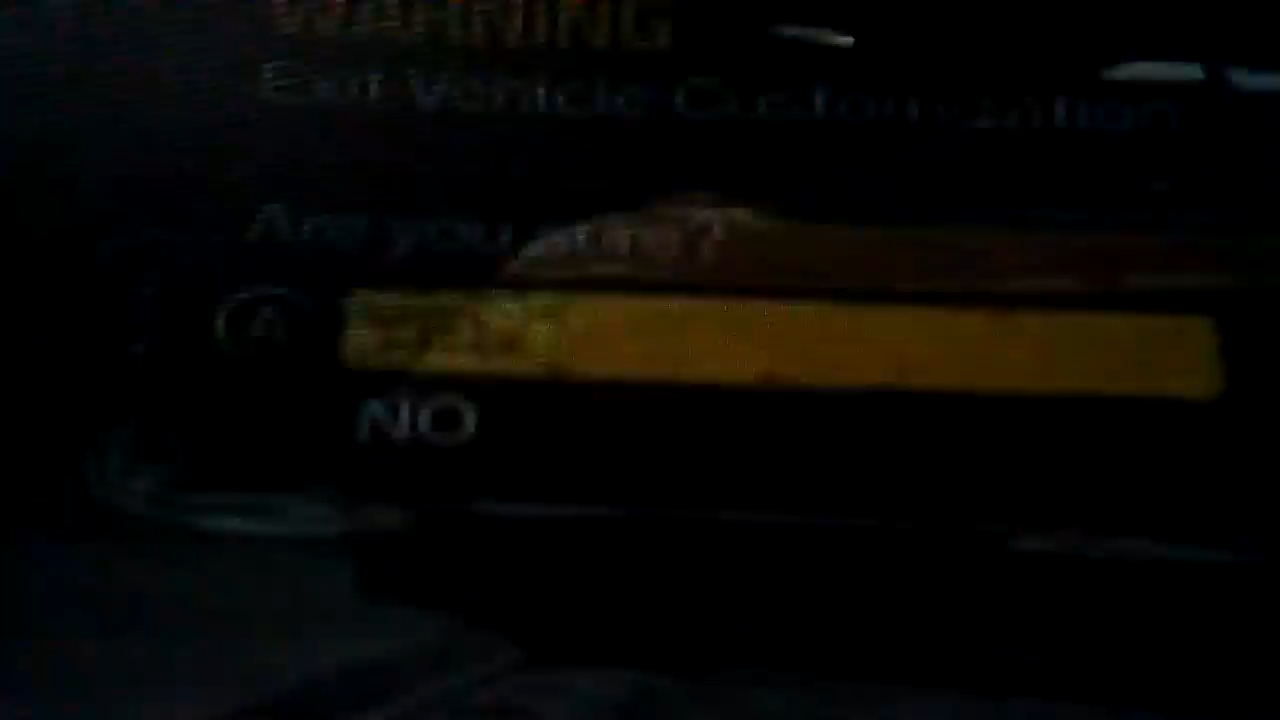 WARNING
Exit Vehicle Customization
Are you sure?
A
NO